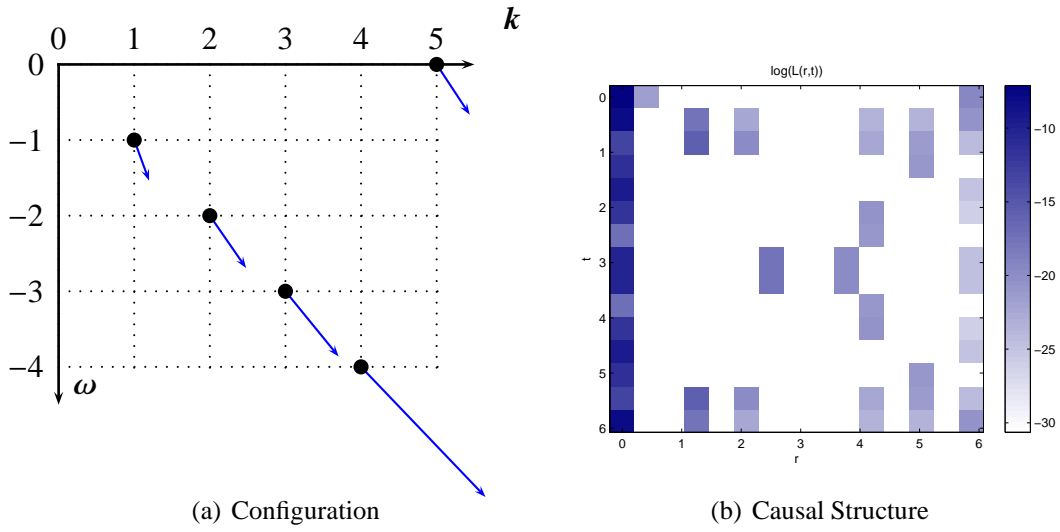 k
0 1 2 3 4 5
0
−1
−2
−3
−4
ω
(a) Configuration
log(L(r,t))
0
1
2
3
4
5
6
t
0 1 2 3 4 5 6
r
−10
−15
−20
−25
−30
(b) Causal Structure